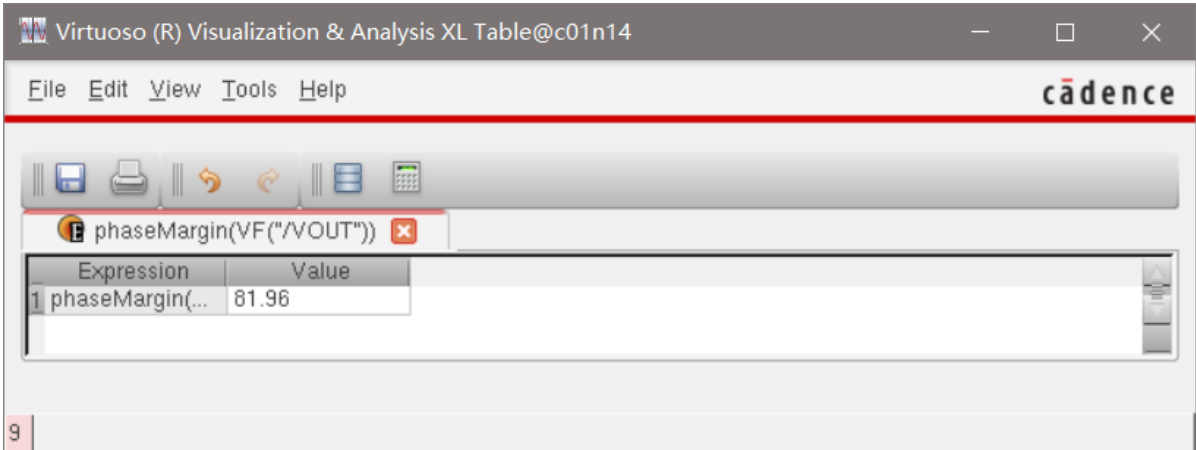 Virtuoso (R) Visualization & Analysis XL Table@c01n14
File Edit View Tools Help
cādence
phaseMargin(VF("/VOUT"))
Expression Value
1 phaseMargin(... 81.96
9